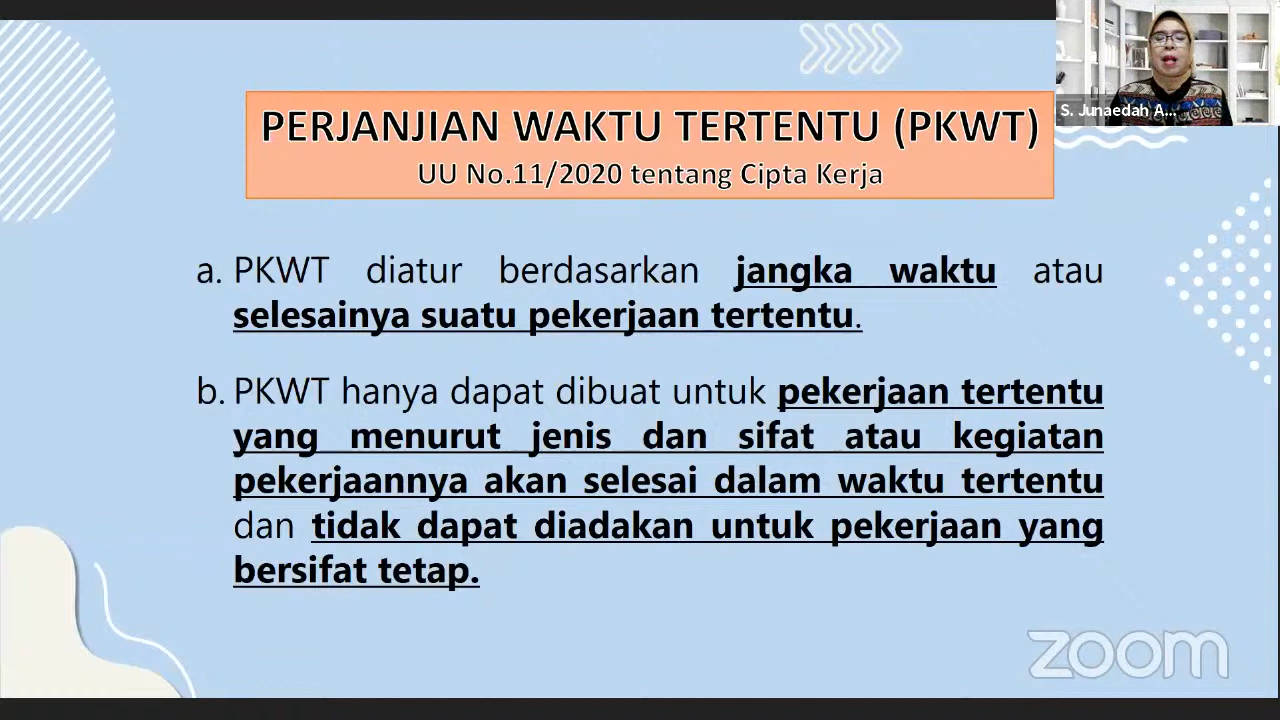 PERJANJIAN WAKTU TERTENTU (PKWT)
UU No.11/2020 tentang Cipta Kerja
S. Junaedah A...
a. PKWT diatur berdasarkan jangka waktu atau
selesainya suatu pekerjaan tertentu.
b. PKWT hanya dapat dibuat untuk pekerjaan tertentu
yang menurut jenis dan sifat atau kegiatan
pekerjaannya akan selesai dalam waktu tertentu
dan tidak dapat diadakan untuk pekerjaan yang
bersifat tetap.
zoom